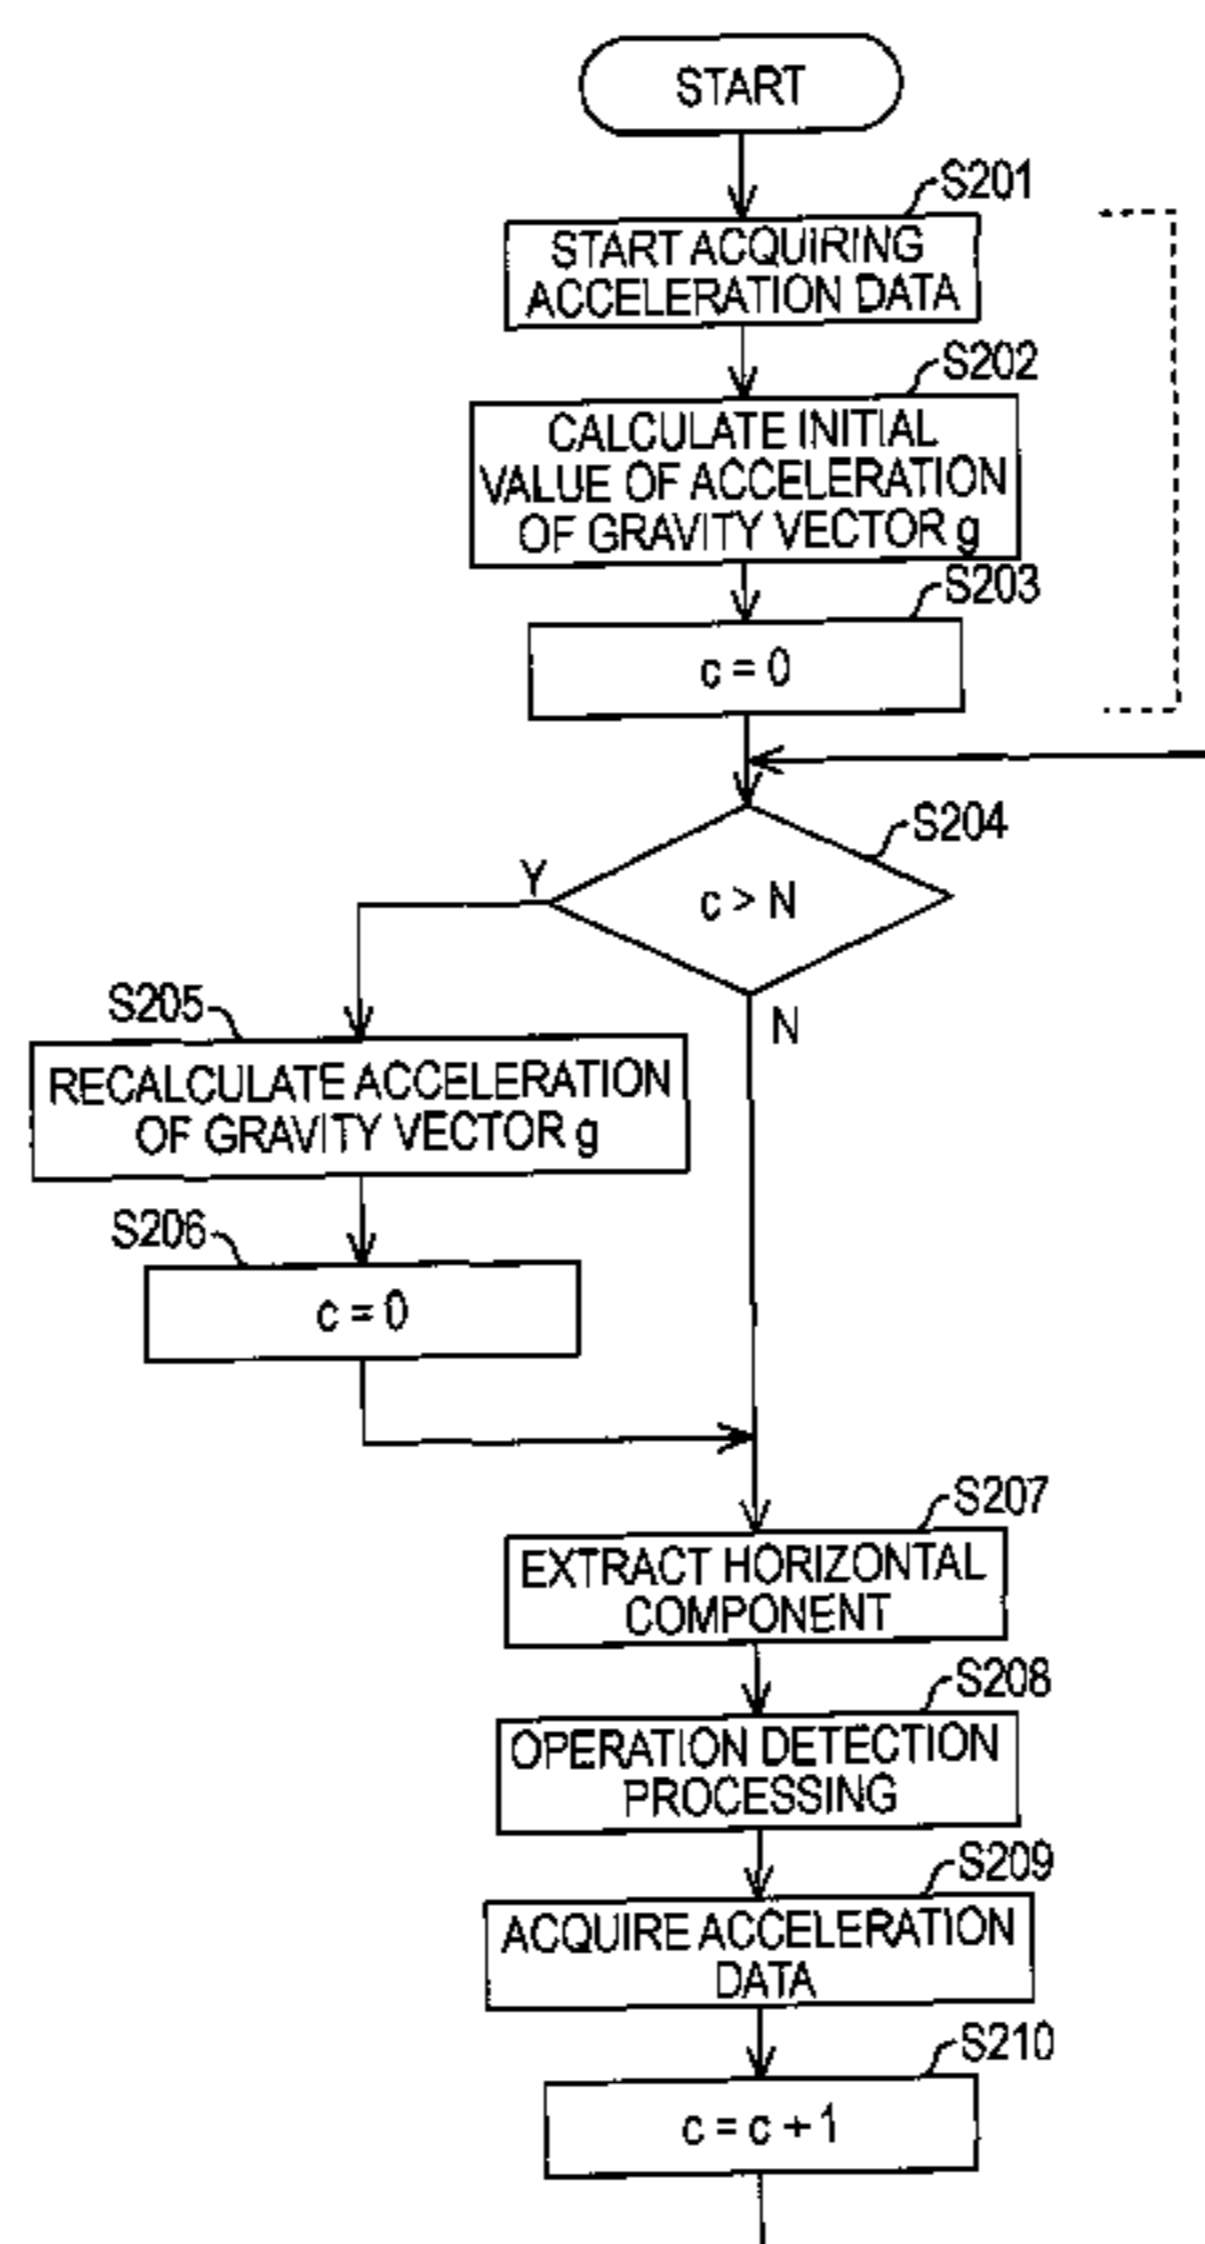 START
S201
START ACQUIRING
ACCELERATION DATA
S202
CALCULATE INITIAL
VALUE OF ACCELERATION
OF GRAVITY VECTOR g
S203
c = 0
S204
c > N
Y
N
S205
RECALCULATE ACCELERATION
OF GRAVITY VECTOR g
S206
c = 0
S207
EXTRACT HORIZONTAL
COMPONENT
S208
OPERATION DETECTION
PROCESSING
S209
ACQUIRE ACCELERATION
DATA
S210
c = c + 1